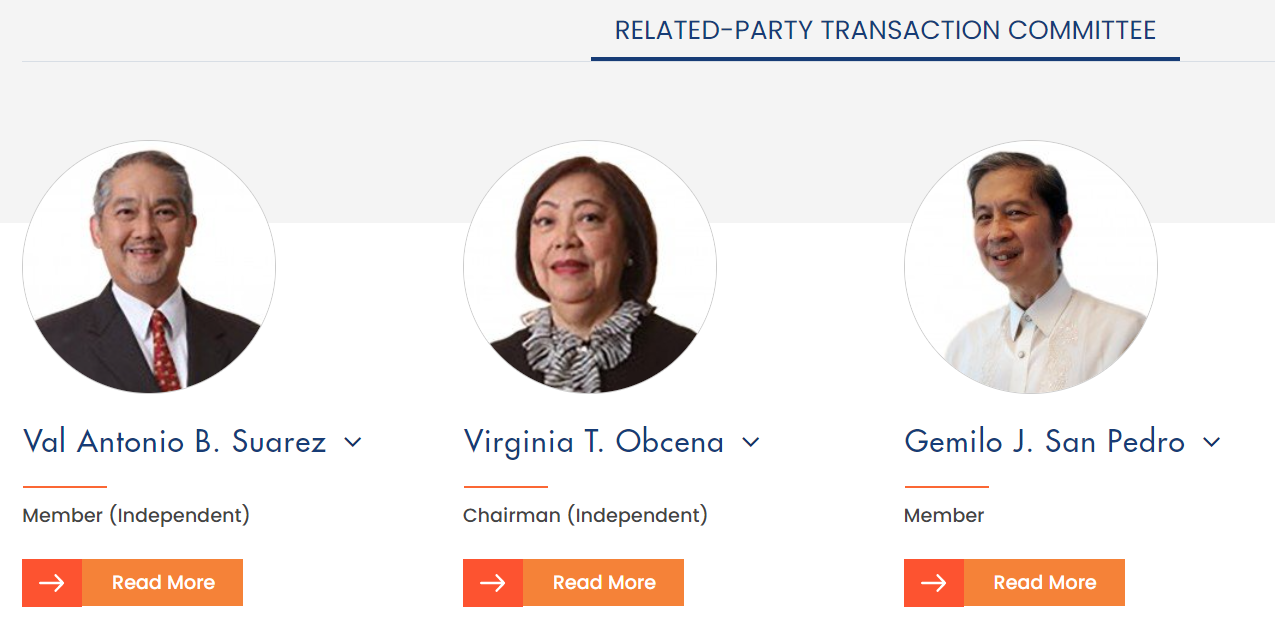 RELATED-PARTY TRANSACTION COMMITTEE
Val Antonio B. Suarez
Member (Independent)
Read More
Virginia T. Obcena
Chairman (Independent)
Read More
Gemilo J. San Pedro
Member
Read More